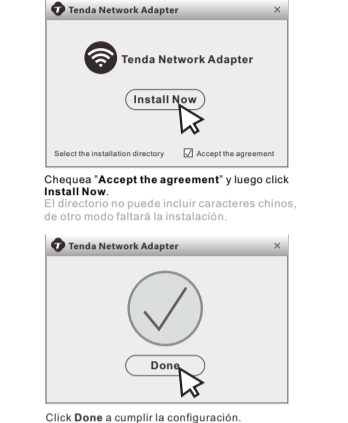 Tenda Network Adapter
Tenda Network Adapter
Install Now
Select the installation directory Accept the agreement
Chequea "Accept the agreement" y luego click
Install Now.
El directorio no puede incluir caracteres chinos,
de otro modo faltará la instalación.
Tenda Network Adapter
Done
Click Done a cumplir la configuración.